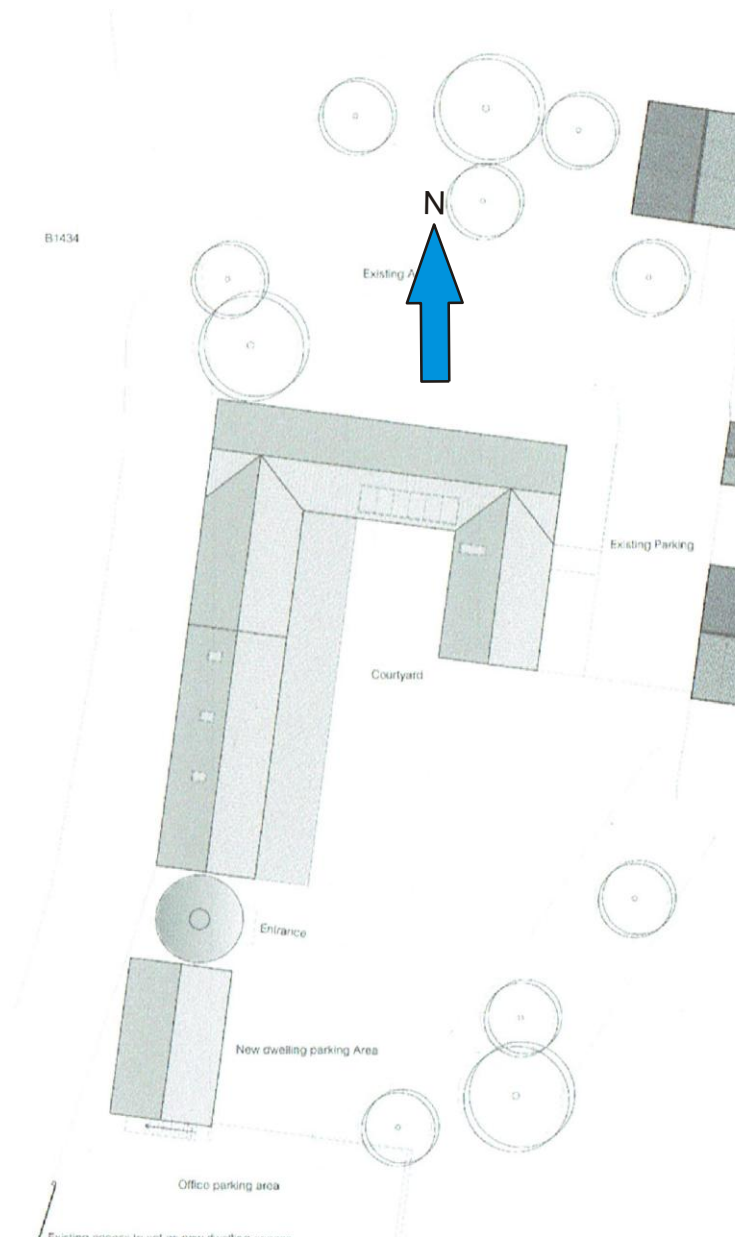 N
B1434
Existing A
Existing Parking
Courtyard
Entrance
New dwelling parking Area
Office parking area